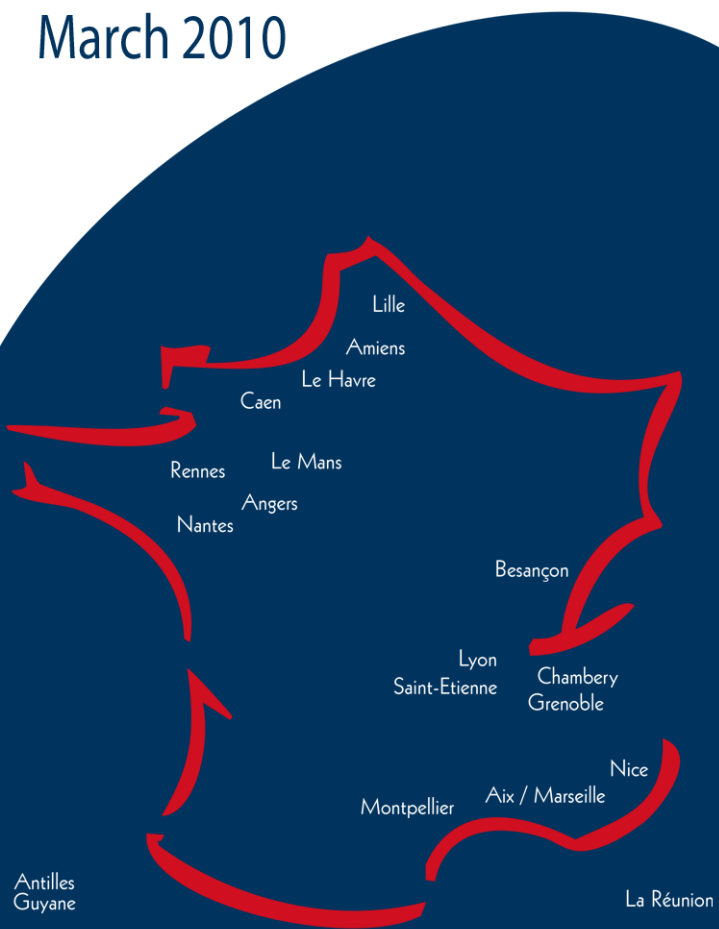 March 2010
Lille
Amiens
Le Havre
Caen
Le Mans
Rennes
Angers
Nantes
Besançon
Lyon
Saint-Etienne
Chambery
Grenoble
Nice
Aix / Marseille
Montpellier
Antilles
Guyane
La Réunion